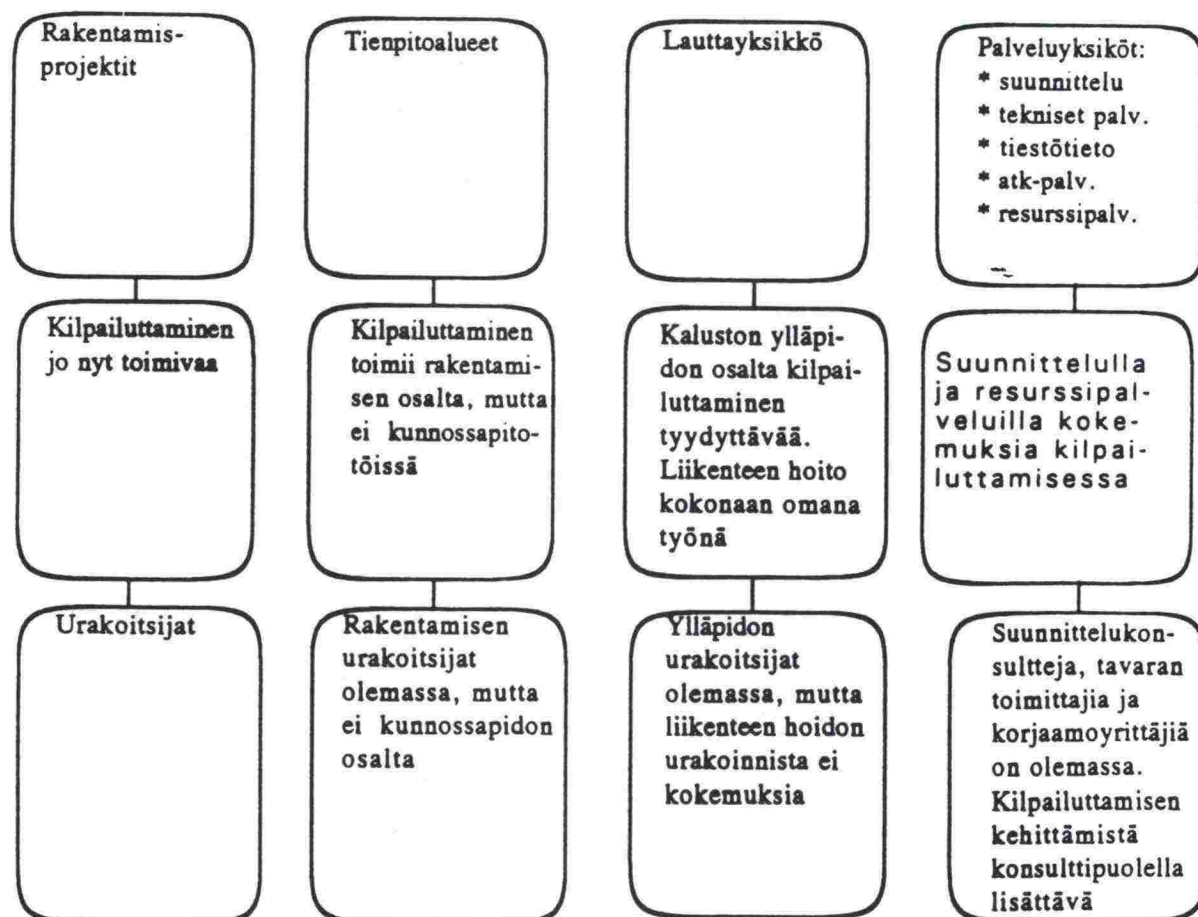 Rakentamis-
projektit
Tienpitoalueet
Lauttayksikkö
Palveluyksiköt:
* suunnittelu
* tekniset palv.
* tiestötieto
* atk-palv.
* resurssipalv.
Kilpailuttaminen
jo nyt toimivaa
Kilpailuttaminen
toimii rakentami-
sen osalta, mutta
ei kunnossapito-
töissä
Kaluston ylläpi-
don osalta kilpai-
luttaminen
tyydyttävää.
Liikenteen hoito
kokonaan omana
työnä
Suunnittelulla
ja resurssipal-
veluilla koke-
muksia kilpai-
luttamisessa
Urakoitsijat
Rakentamisen
urakoitsijat
olemassa, mutta
ei kunnossapidon
osalta
Ylläpidon
urakoitsijat
olemassa, mutta
liikenteen hoidon
urakoinnista ei
kokemuksia
Suunnittelukon-
sultteja, tavaran
toimittajia ja
korjaamoyrittäjiä
on olemassa.
Kilpailuttamisen
kehittämistä
konsulttipuolella
lisättävä